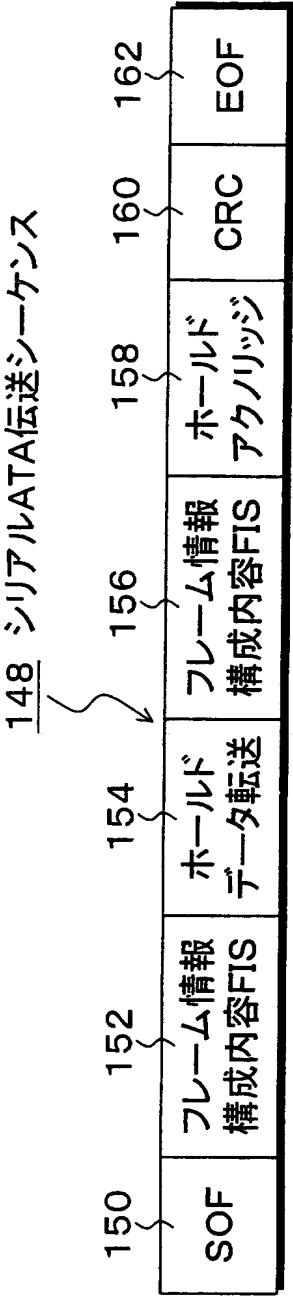 148 シリアルATA伝送シーケンス
150 152 154 156 158 160 162
SOF
フレーム情報
構成内容FIS
ホールド
データ転送
フレーム情報
構成内容FIS
ホールド
アクノリッジ
CRC
EOF